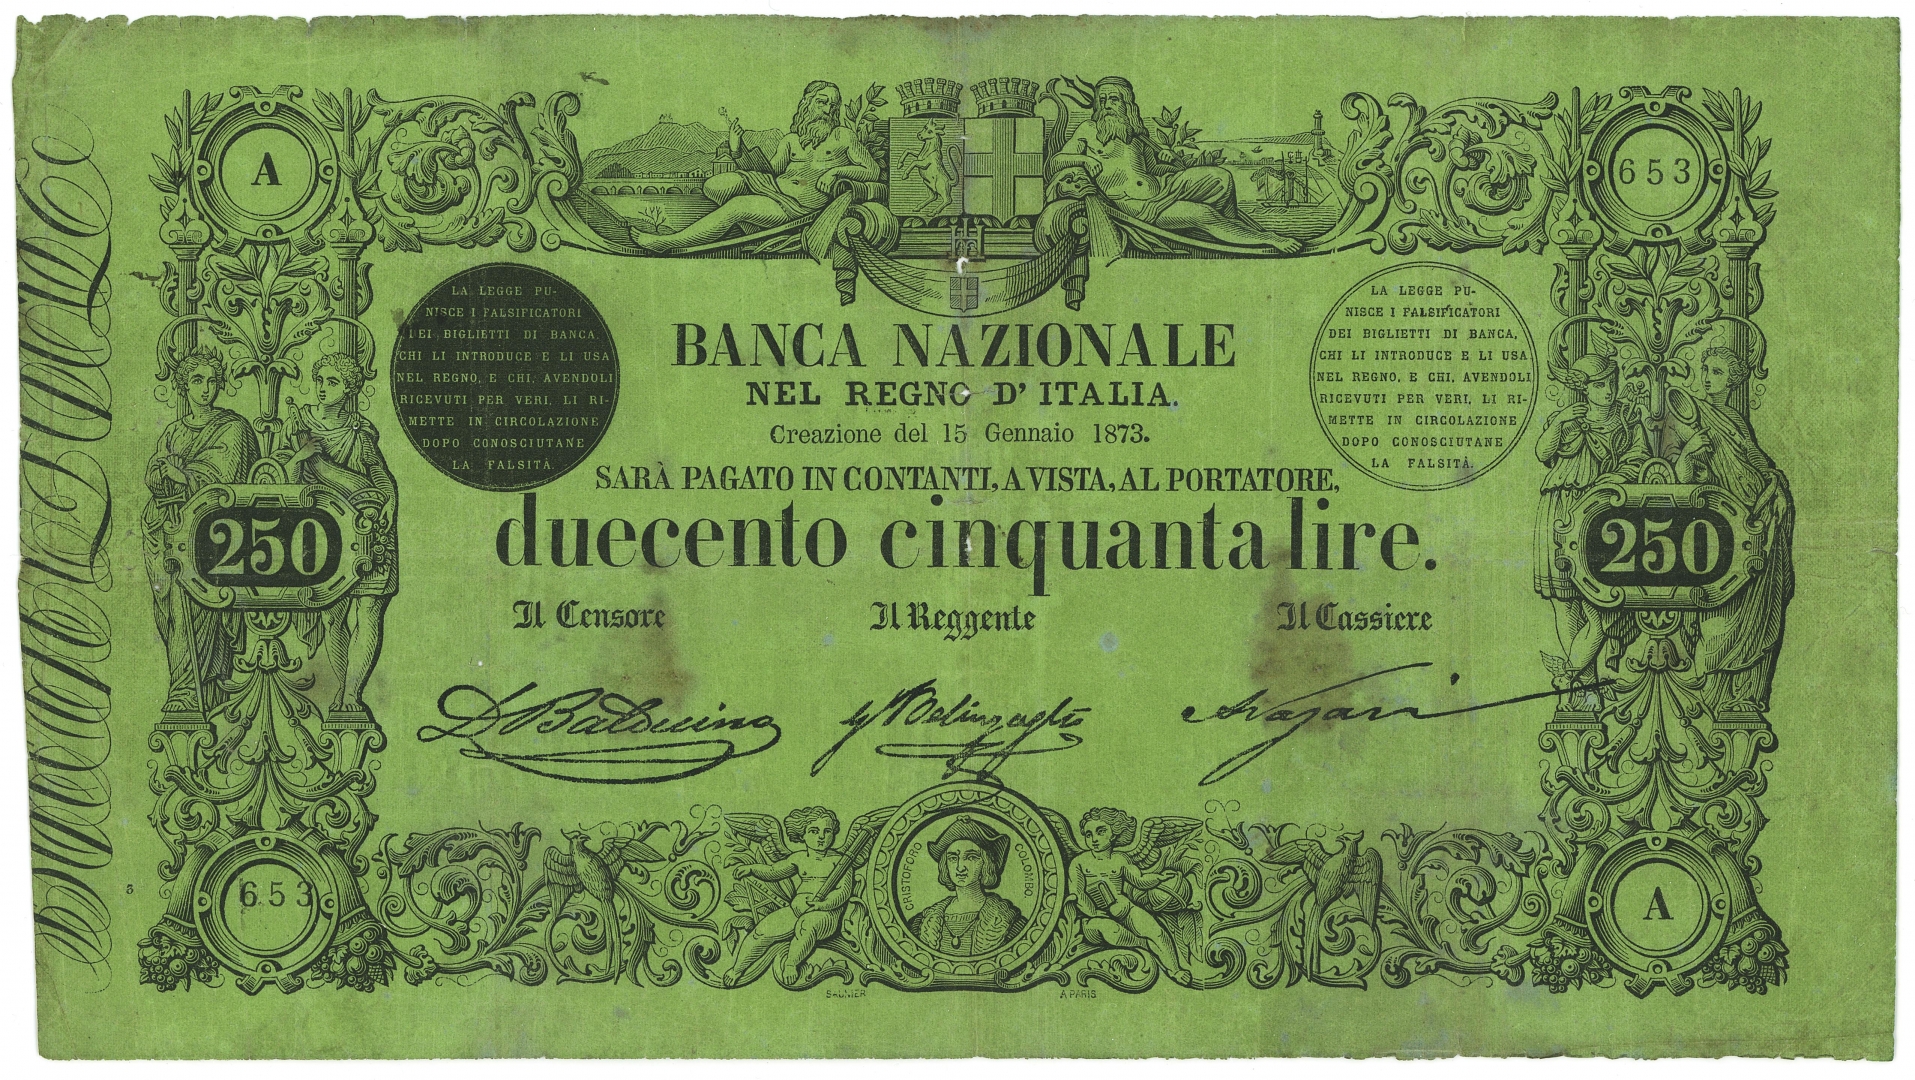 A
653
LA LEGGE PU-
NISCE I FALSIFICATORI
DEI BIGLIETTI DI BANCA,
CHI LI INTRODUCE E LI USA
NEL REGNO, E CHI, AVENDOLI
RICEVUTI PER VERI, LI RI-
METTE IN CIRCOLAZIONE
DOPO CONOSCIUTANE
LA FALSITÀ.
LA LEGGE PU-
NISCE I FALSIFICATORI
DEI BIGLIETTI DI BANCA,
CHI LI INTRODUCE E LI USA
NEL REGNO, E CHI, AVENDOLI
RICEVUTI PER VERI, LI RI-
METTE IN CIRCOLAZIONE
DOPO CONOSCIUTANE
LA FALSITÀ.
BANCA NAZIONALE
NEL REGNO D'ITALIA.
Creazione del 15 Gennaio 1873.
SARÀ PAGATO IN CONTANTI, A VISTA, AL PORTATORE,
duecento cinquanta lire.
250
250
Il Censore Il Reggente Il Cassiere
D Balduino
5
653
CRISTOFORO COLOMBO.
A
SAUNIER A PARIS